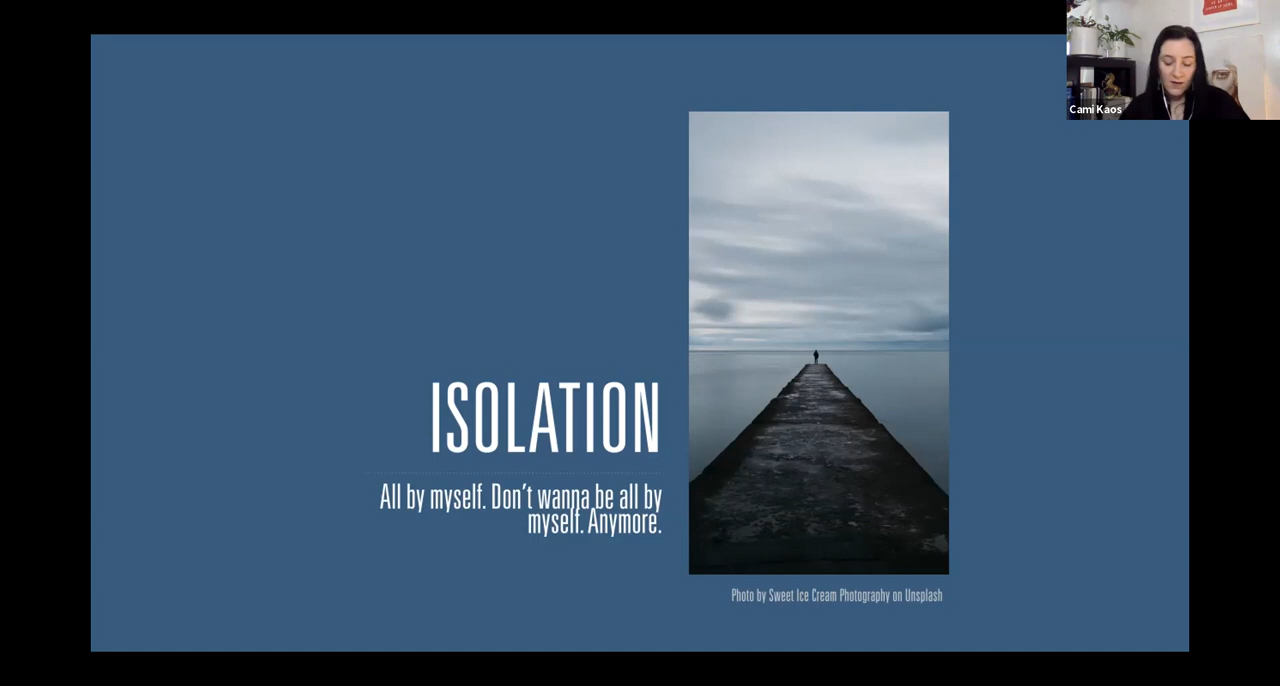 Cami Kaos
ISOLATION
All by myself. Don't wanna be all by
myself. Anymore.
Photo by Sweet Ice Cream Photography on Unsplash